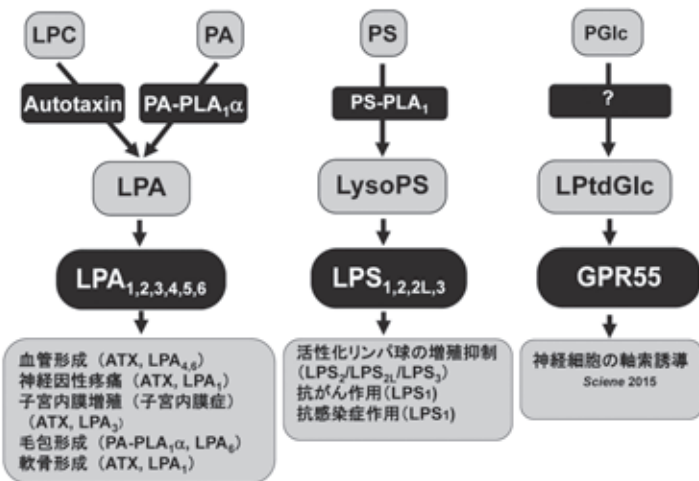 LPC
PA
Autotaxin
PA-PLA₁α
LPA
LPA₁,₂,₃,₄,₅,₆
血管形成（ATX, LPA₄,₆）
神経因性疼痛（ATX, LPA₁）
子宮内膜増殖（子宮内膜症）
（ATX, LPA₃）
毛包形成（PA-PLA₁α, LPA₆）
軟骨形成（ATX, LPA₁）
PS
PS-PLA₁
LysoPS
LPS₁,₂,₂L,₃
活性化リンパ球の増殖抑制
（LPS₂/LPS₂L/LPS₃）
抗がん作用（LPS₁）
抗感染症作用（LPS₁）
PGlc
?
LPtdGlc
GPR55
神経細胞の軸索誘導
Sciene 2015